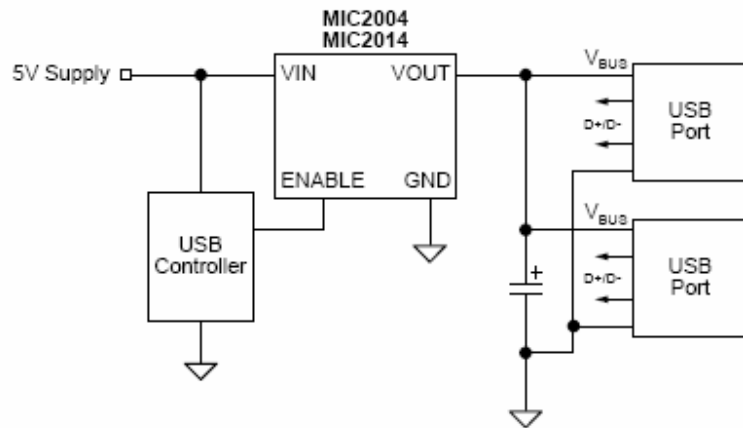 MIC2004
MIC2014
5V Supply
VIN
VOUT
ENABLE
GND
USB
Controller
VBUS
D+/D-
USB
Port
VBUS
D+/D-
USB
Port
+